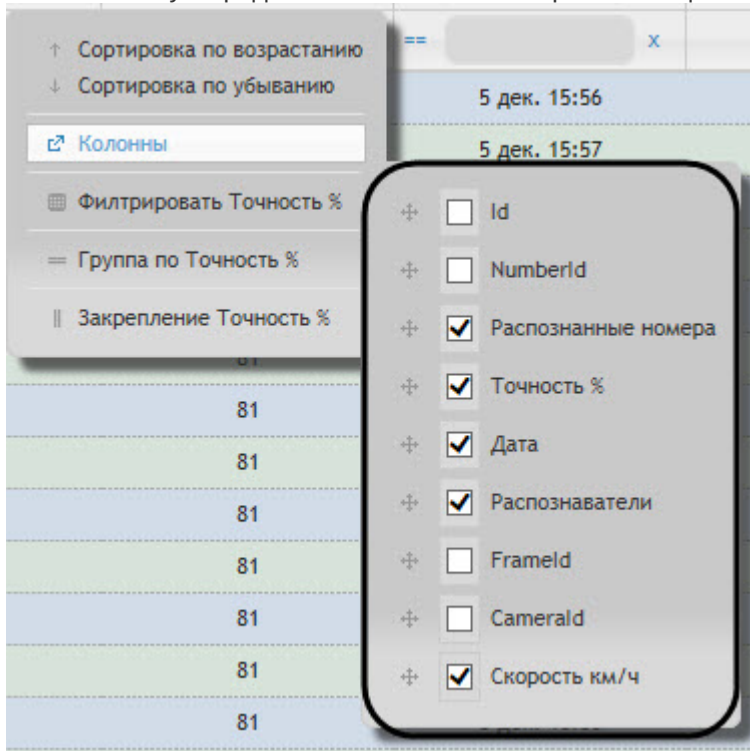 Сортировка по возрастанию
Сортировка по убыванию
Колонны
Филтрировать Точность %
Группа по Точность %
Закрепление Точность %
== x
5 дек. 15:56
5 дек. 15:57
Id
NumberId
Распознанные номера
Точность %
Дата
Распознаватели
FrameId
CameraId
Скорость км/ч
81
81
81
81
81
81
81
81